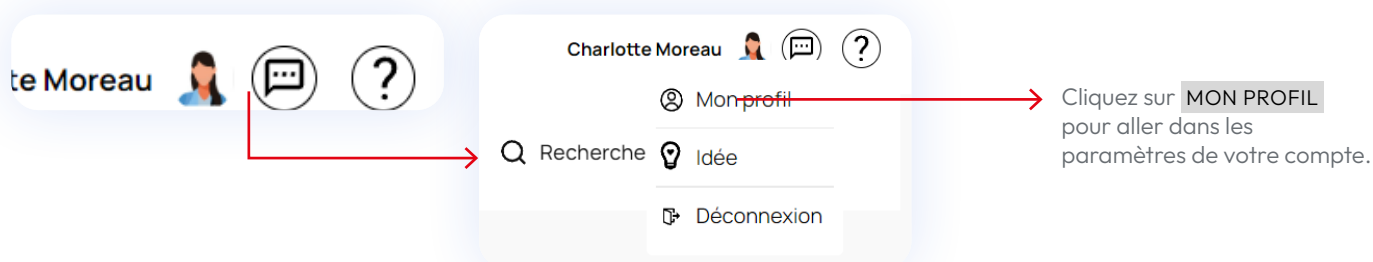 te Moreau
Charlotte Moreau
Mon profil
Recherche
Idée
Déconnexion
Cliquez sur MON PROFIL
pour aller dans les
paramètres de votre compte.